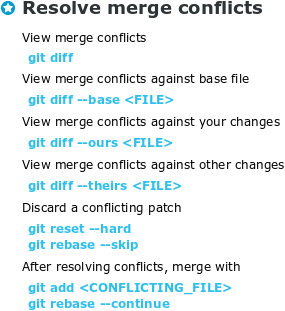 Resolve merge conflicts
View merge conflicts
git diff
View merge conflicts against base file
git diff --base <FILE>
View merge conflicts against your changes
git diff --ours <FILE>
View merge conflicts against other changes
git diff --theirs <FILE>
Discard a conflicting patch
git reset --hard
git rebase --skip
After resolving conflicts, merge with
git add <CONFLICTING_FILE>
git rebase --continue